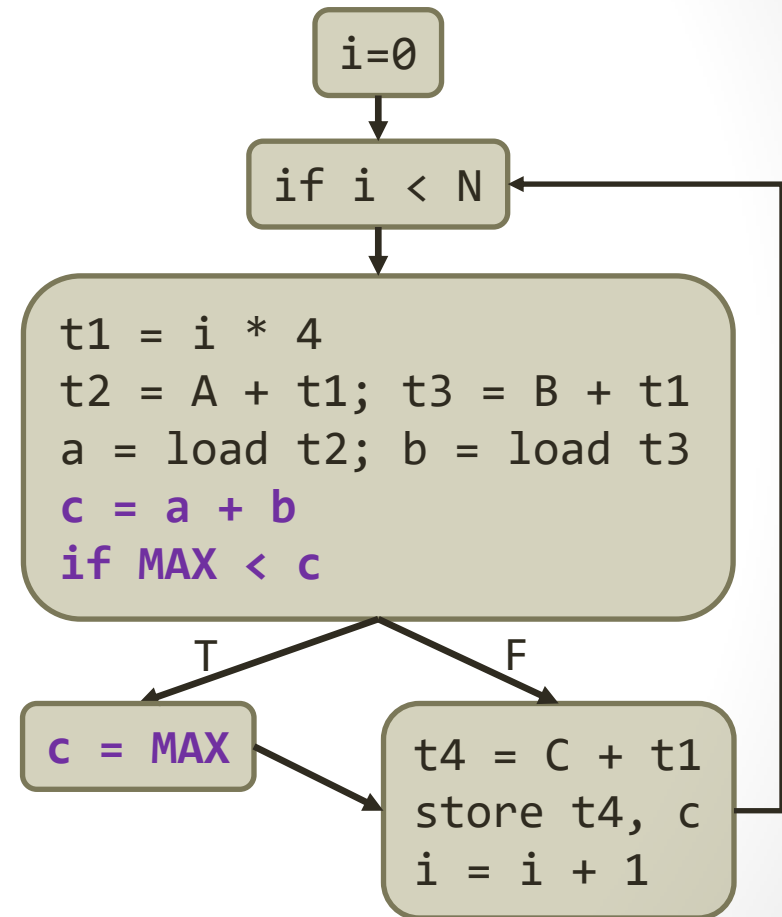 i=0
if i < N
t1 = i * 4
t2 = A + t1; t3 = B + t1
a = load t2; b = load t3
c = a + b
if MAX < c
T
F
c = MAX
t4 = C + t1
store t4, c
i = i + 1